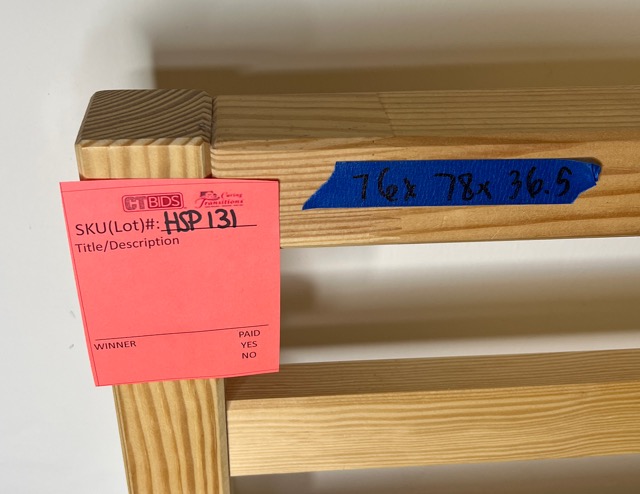 CTBIDS Caring Transitions
SKU(Lot)#: HSP 131
Title/Description
76x 78x 36.5
WINNER
PAID
YES
NO